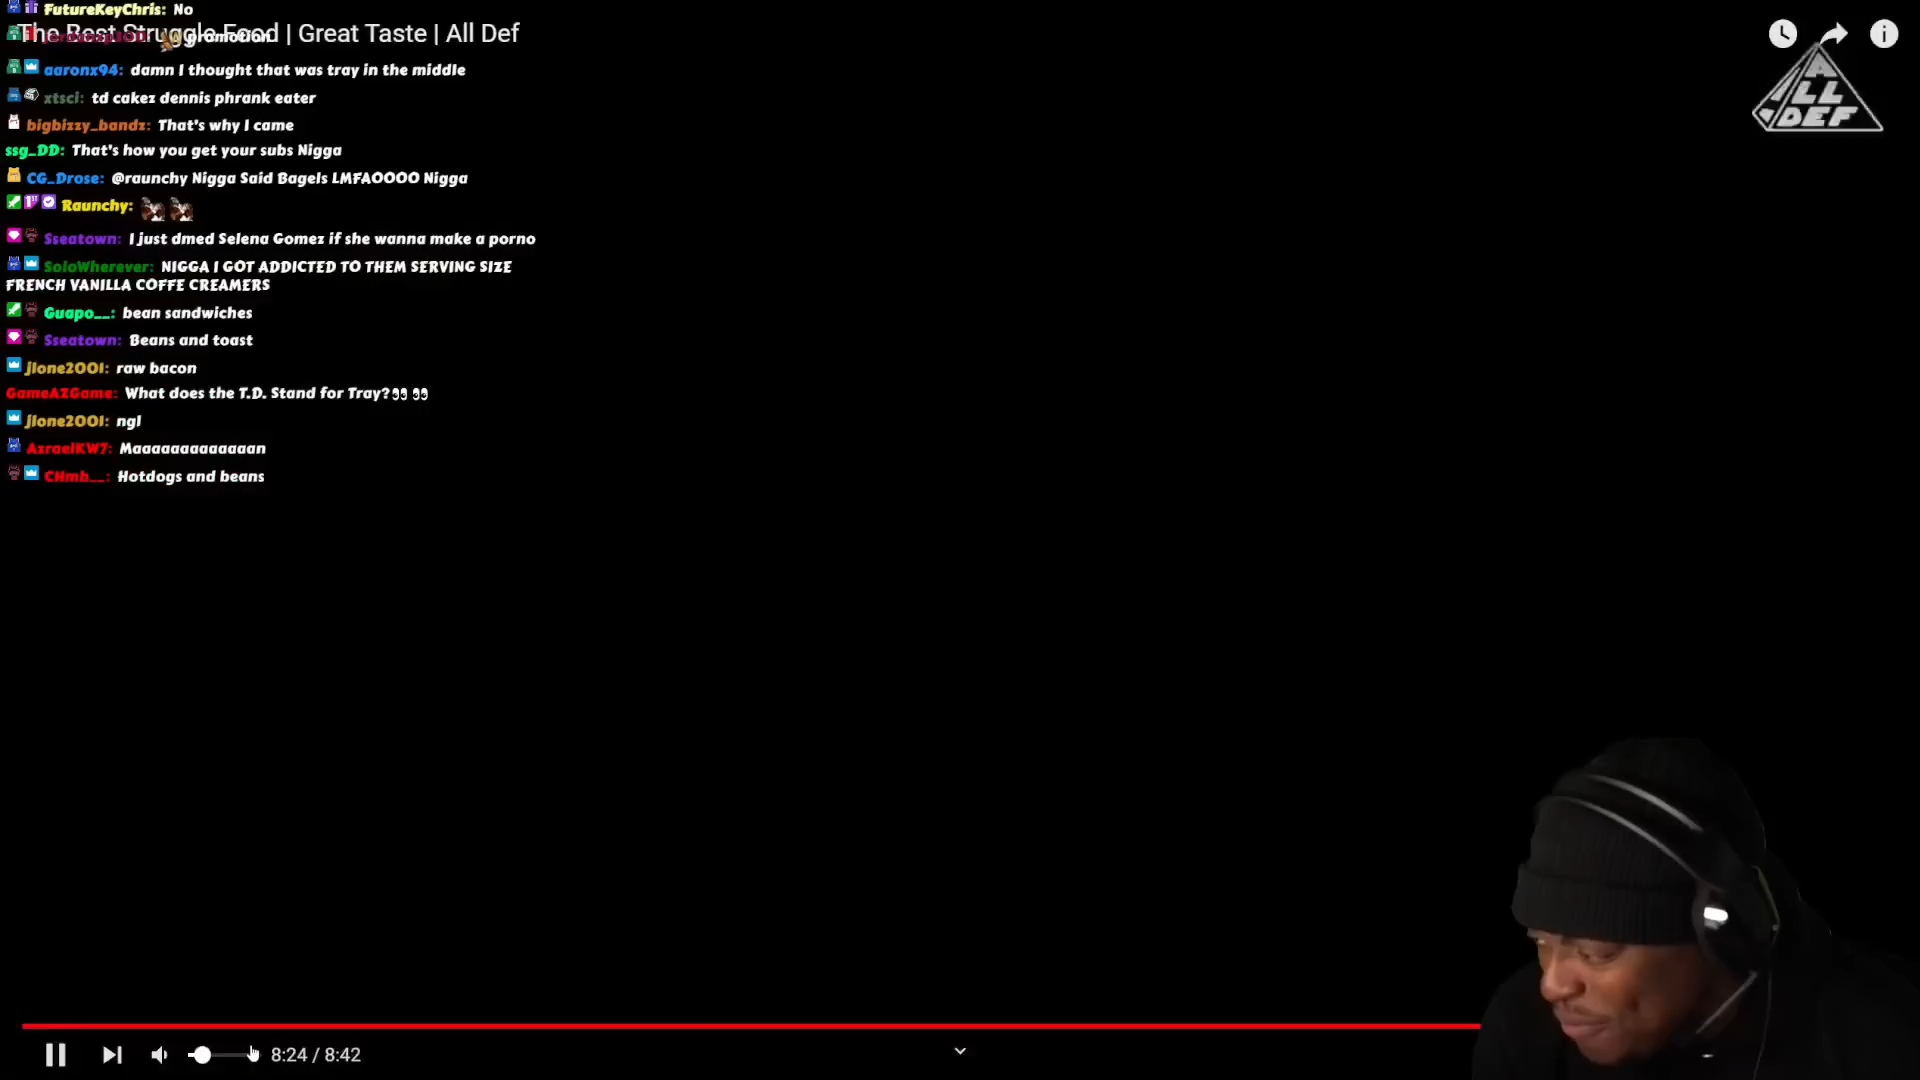 FutureKeyChris: No
The Best Struggle Food | Great Taste | All Def
promotion
aaronx94: damn I thought that was tray in the middle
xtsci: td cakez dennis phrank eater
bigbizzy_bandz: That's why I came
ssg_DD: That's how you get your subs Nigga
CG_Drose: @raunchy Nigga Said Bagels LMFAOOOO Nigga
Raunchy:
Sseatown: I just dmed Selena Gomez if she wanna make a porno
SoloWherever: NIGGA I GOT ADDICTED TO THEM SERVING SIZE
FRENCH VANILLA COFFE CREAMERS
Guapo__: bean sandwiches
Sseatown: Beans and toast
jlone2001: raw bacon
GameAZGame: What does the T.D. Stand for Tray?👀 👀
jlone2001: ngl
AzraelKW7: Maaaaaaaaaaaaan
CHmb__: Hotdogs and beans
ALL
DEF
8:24 / 8:42